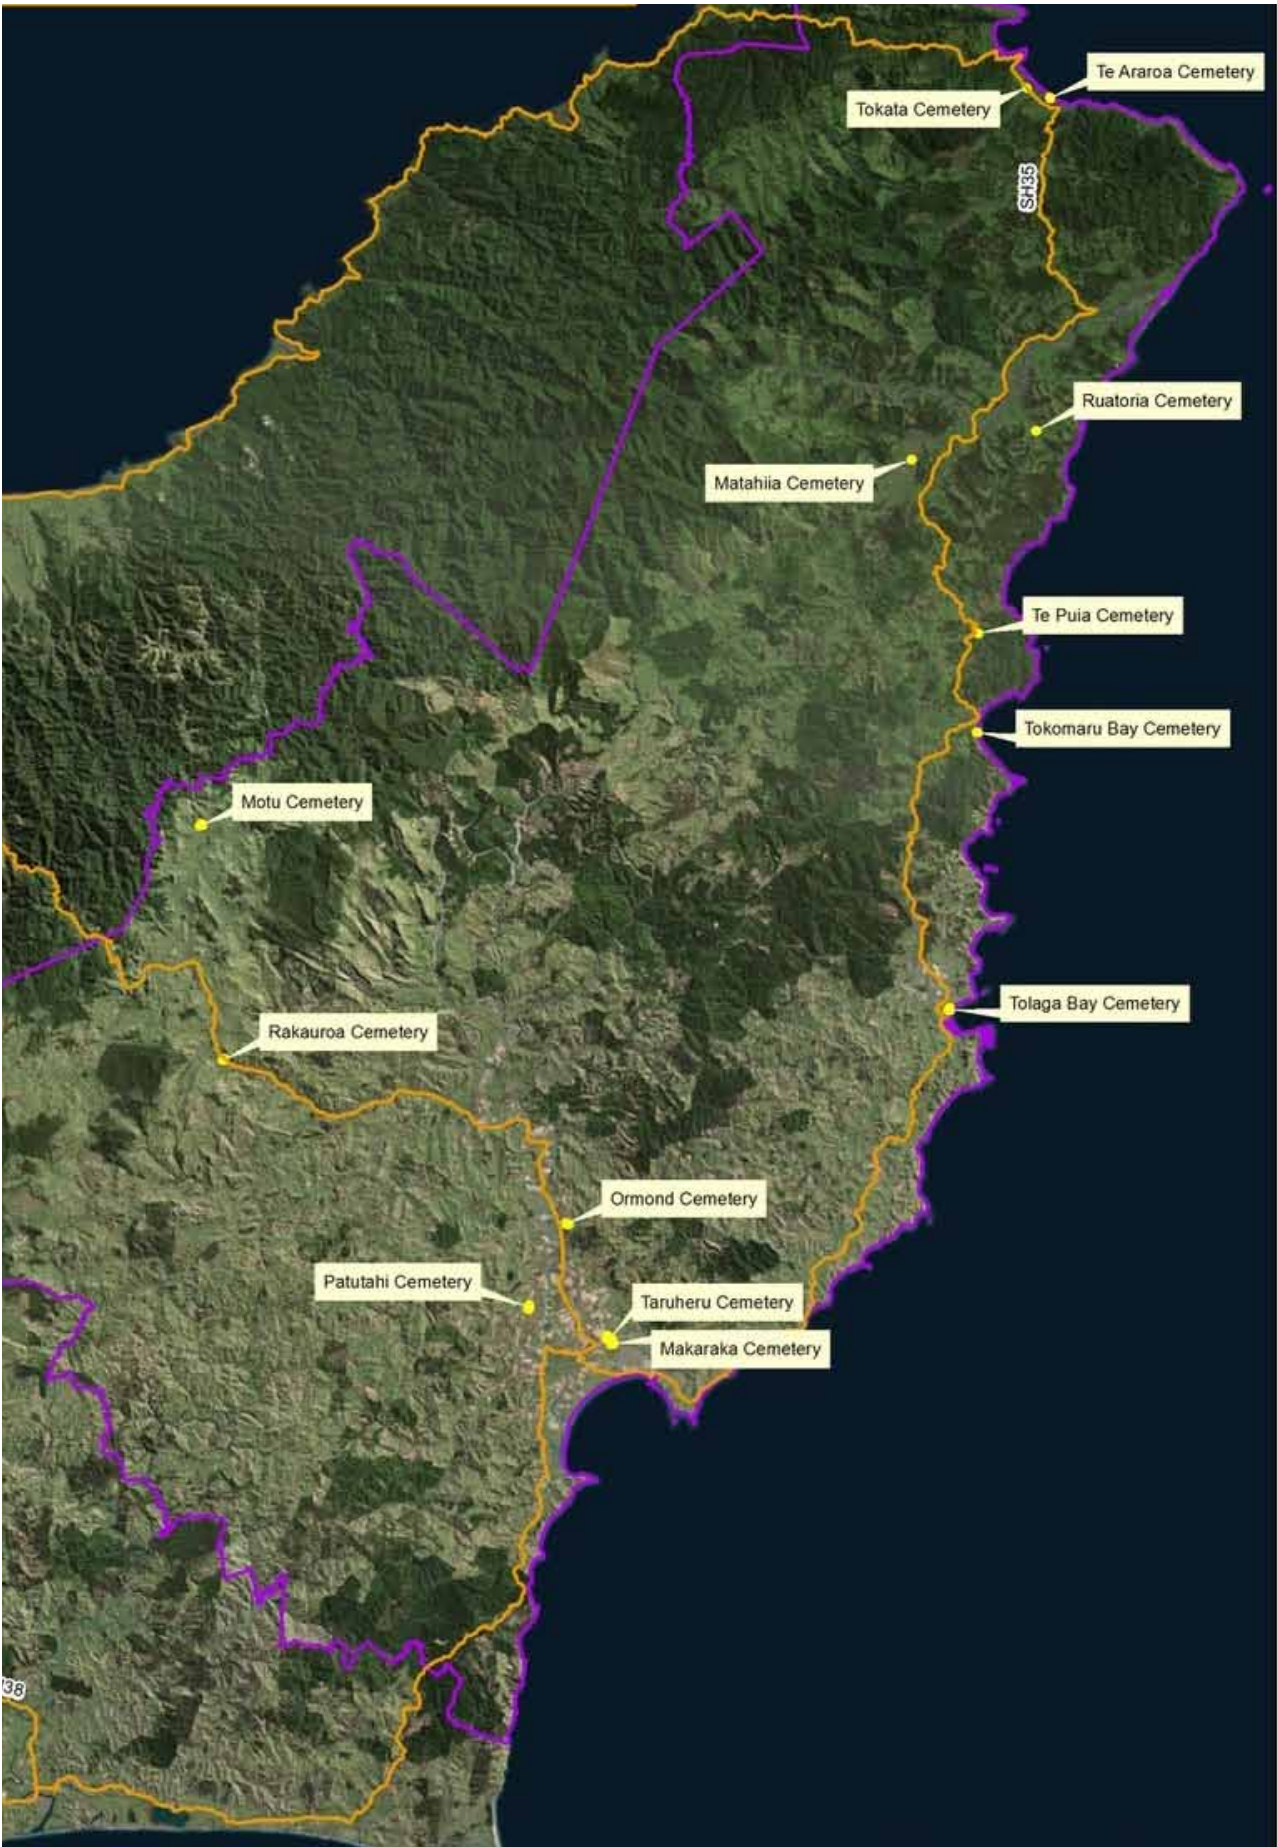 Te Araroa Cemetery
Tokata Cemetery
SH35
Ruatoria Cemetery
Matahiia Cemetery
Te Puia Cemetery
Tokomaru Bay Cemetery
Motu Cemetery
Tolaga Bay Cemetery
Rakauroa Cemetery
Ormond Cemetery
Patutahi Cemetery
Taruheru Cemetery
Makaraka Cemetery
38